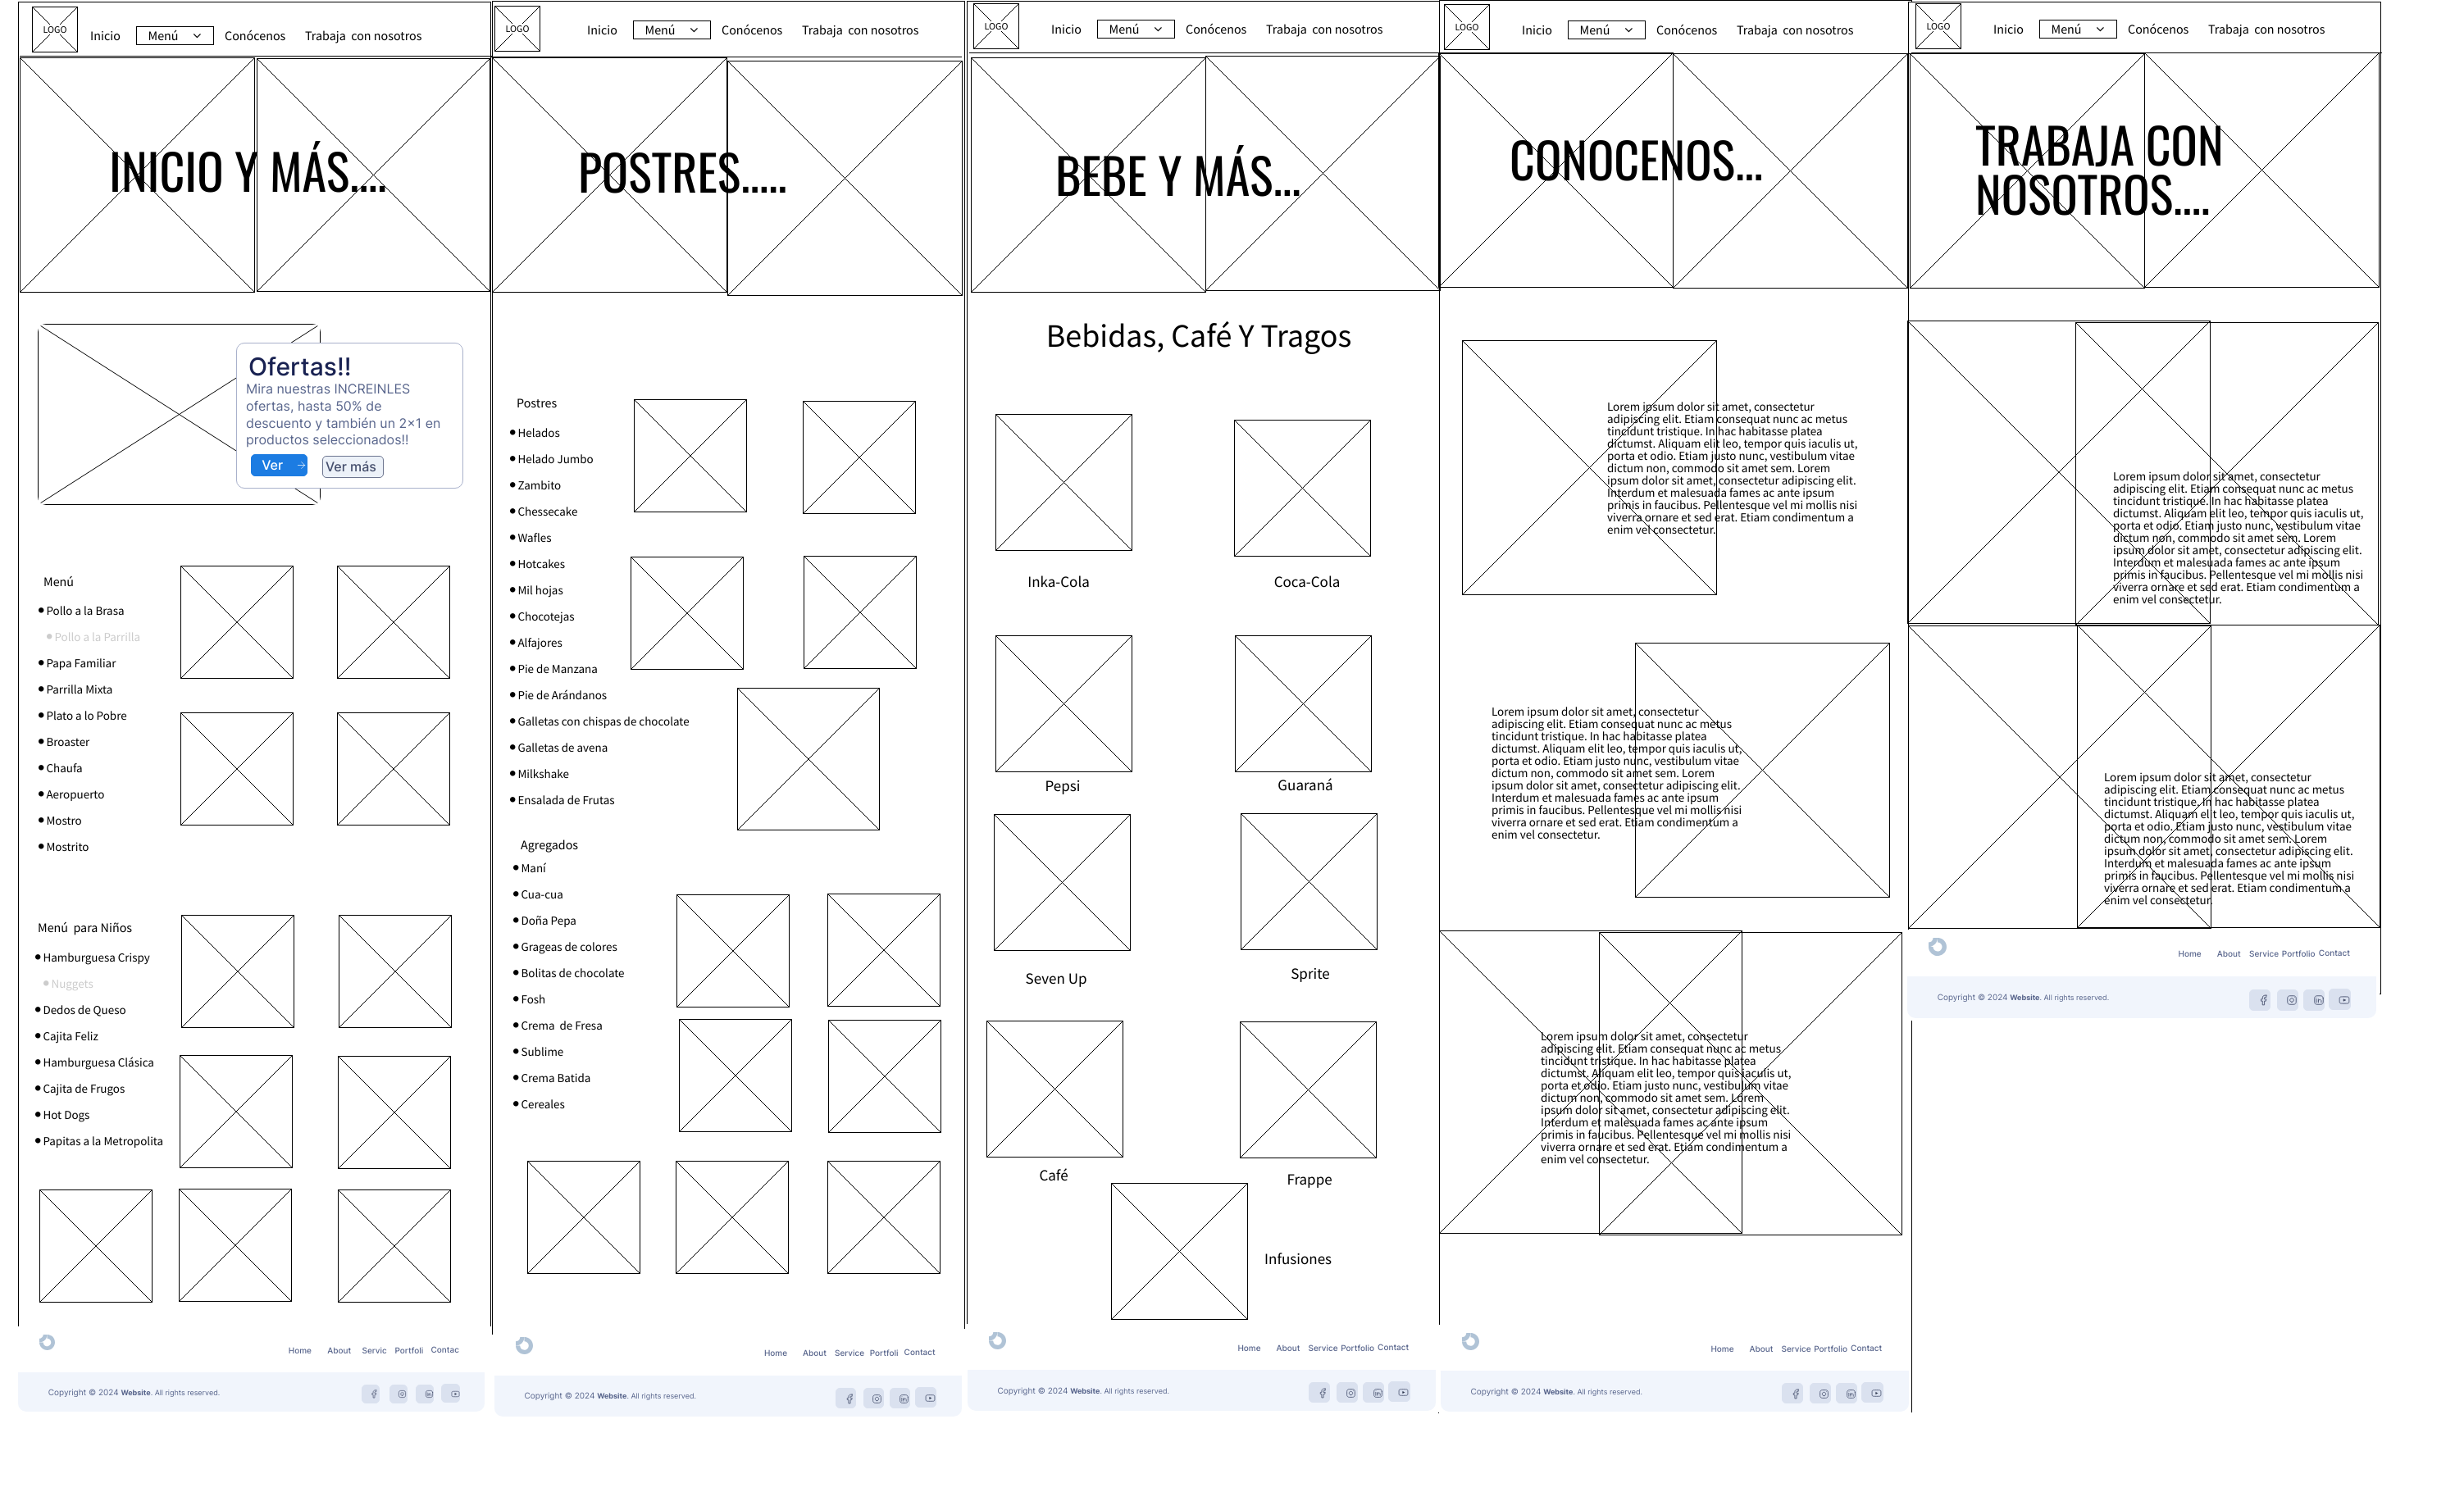 LOGO
Inicio
Menú
Conócenos
Trabaja con nosotros
INICIO Y MÁS....
Ofertas!!
Mira nuestras INCREINLES
ofertas, hasta 50% de
descuento y también un 2x1 en
productos seleccionados!!
Ver →
Ver más
Menú
Pollo a la Brasa
Pollo a la Parrilla
Papa Familiar
Parrilla Mixta
Plato a lo Pobre
Broaster
Chaufa
Aeropuerto
Mostro
Mostrito
Menú para Niños
Hamburguesa Crispy
Nuggets
Dedos de Queso
Cajita Feliz
Hamburguesa Clásica
Cajita de Frugos
Hot Dogs
Papitas a la Metropolita
Home About Servic Portfoli Contac
Copyright © 2024 Website. All rights reserved.
LOGO
Inicio
Menú
Conócenos
Trabaja con nosotros
POSTRES.....
Postres
Helados
Helado Jumbo
Zambito
Chessecake
Wafles
Hotcakes
Mil hojas
Chocotejas
Alfajores
Pie de Manzana
Pie de Arándanos
Galletas con chispas de chocolate
Galletas de avena
Milkshake
Ensalada de Frutas
Agregados
Maní
Cua-cua
Doña Pepa
Grageas de colores
Bolitas de chocolate
Fosh
Crema de Fresa
Sublime
Crema Batida
Cereales
Home About Service Portfoli Contact
Copyright © 2024 Website. All rights reserved.
LOGO
Inicio
Menú
Conócenos
Trabaja con nosotros
BEBE Y MÁS...
Bebidas, Café Y Tragos
Inka-Cola
Coca-Cola
Pepsi
Guaraná
Seven Up
Sprite
Café
Frappe
Infusiones
Home About Service Portfolio Contact
Copyright © 2024 Website. All rights reserved.
LOGO
Inicio
Menú
Conócenos
Trabaja con nosotros
CONOCENOS...
Lorem ipsum dolor sit amet, consectetur
adipiscing elit. Etiam consequat nunc ac metus
tincidunt tristique. In hac habitasse platea
dictumst. Aliquam elit leo, tempor quis iaculis ut,
porta et odio. Etiam justo nunc, vestibulum vitae
dictum non, commodo sit amet sem. Lorem
ipsum dolor sit amet, consectetur adipiscing elit.
Interdum et malesuada fames ac ante ipsum
primis in faucibus. Pellentesque vel mi mollis nisi
viverra ornare et sed erat. Etiam condimentum a
enim vel consectetur.
Lorem ipsum dolor sit amet, consectetur
adipiscing elit. Etiam consequat nunc ac metus
tincidunt tristique. In hac habitasse platea
dictumst. Aliquam elit leo, tempor quis iaculis ut,
porta et odio. Etiam justo nunc, vestibulum vitae
dictum non, commodo sit amet sem. Lorem
ipsum dolor sit amet, consectetur adipiscing elit.
Interdum et malesuada fames ac ante ipsum
primis in faucibus. Pellentesque vel mi mollis nisi
viverra ornare et sed erat. Etiam condimentum a
enim vel consectetur.
Lorem ipsum dolor sit amet, consectetur
adipiscing elit. Etiam consequat nunc ac metus
tincidunt tristique. In hac habitasse platea
dictumst. Aliquam elit leo, tempor quis iaculis ut,
porta et odio. Etiam justo nunc, vestibulum vitae
dictum non, commodo sit amet sem. Lorem
ipsum dolor sit amet, consectetur adipiscing elit.
Interdum et malesuada fames ac ante ipsum
primis in faucibus. Pellentesque vel mi mollis nisi
viverra ornare et sed erat. Etiam condimentum a
enim vel consectetur.
Home About Service Portfolio Contact
Copyright © 2024 Website. All rights reserved.
LOGO
Inicio
Menú
Conócenos
Trabaja con nosotros
TRABAJA CON
NOSOTROS....
Lorem ipsum dolor sit amet, consectetur
adipiscing elit. Etiam consequat nunc ac metus
tincidunt tristique. In hac habitasse platea
dictumst. Aliquam elit leo, tempor quis iaculis ut,
porta et odio. Etiam justo nunc, vestibulum vitae
dictum non, commodo sit amet sem. Lorem
ipsum dolor sit amet, consectetur adipiscing elit.
Interdum et malesuada fames ac ante ipsum
primis in faucibus. Pellentesque vel mi mollis nisi
viverra ornare et sed erat. Etiam condimentum a
enim vel consectetur.
Lorem ipsum dolor sit amet, consectetur
adipiscing elit. Etiam consequat nunc ac metus
tincidunt tristique. In hac habitasse platea
dictumst. Aliquam elit leo, tempor quis iaculis ut,
porta et odio. Etiam justo nunc, vestibulum vitae
dictum non, commodo sit amet sem. Lorem
ipsum dolor sit amet, consectetur adipiscing elit.
Interdum et malesuada fames ac ante ipsum
primis in faucibus. Pellentesque vel mi mollis nisi
viverra ornare et sed erat. Etiam condimentum a
enim vel consectetur.
Home About Service Portfolio Contact
Copyright © 2024 Website. All rights reserved.